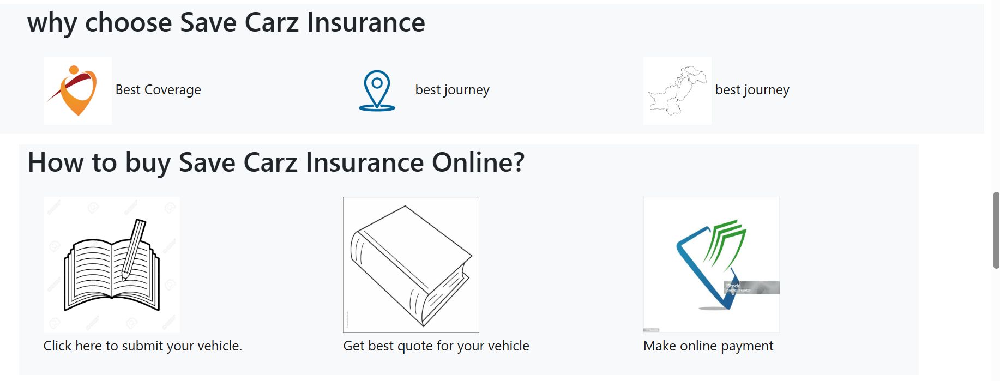 why choose Save Carz Insurance
Best Coverage
best journey
best journey
How to buy Save Carz Insurance Online?
iStock
Click here to submit your vehicle.
Get best quote for your vehicle
Make online payment